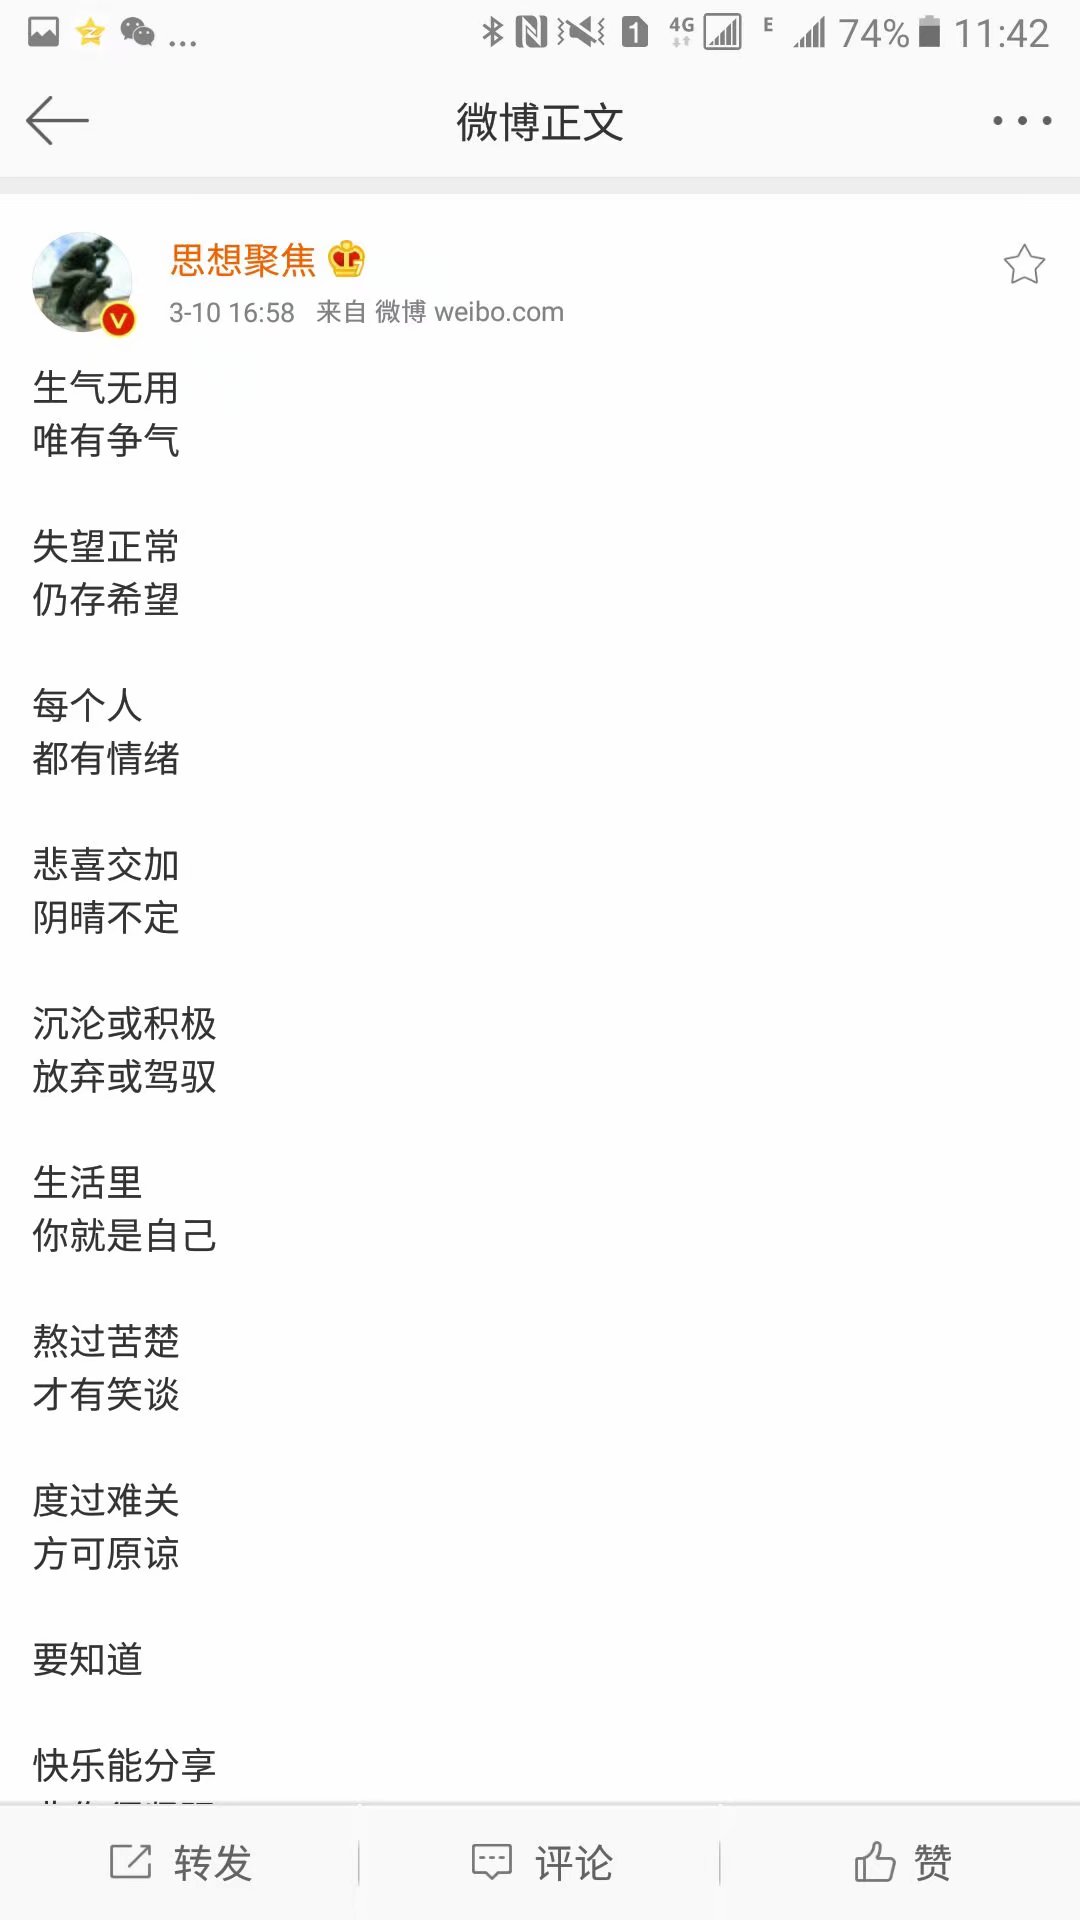 ... 1 4G E 74% 11:42
微博正文
思想聚焦
3-10 16:58 来自 微博 weibo.com
生气无用
唯有争气
失望正常
仍存希望
每个人
都有情绪
悲喜交加
阴晴不定
沉沦或积极
放弃或驾驭
生活里
你就是自己
熬过苦楚
才有笑谈
度过难关
方可原谅
要知道
快乐能分享
转发 评论 赞